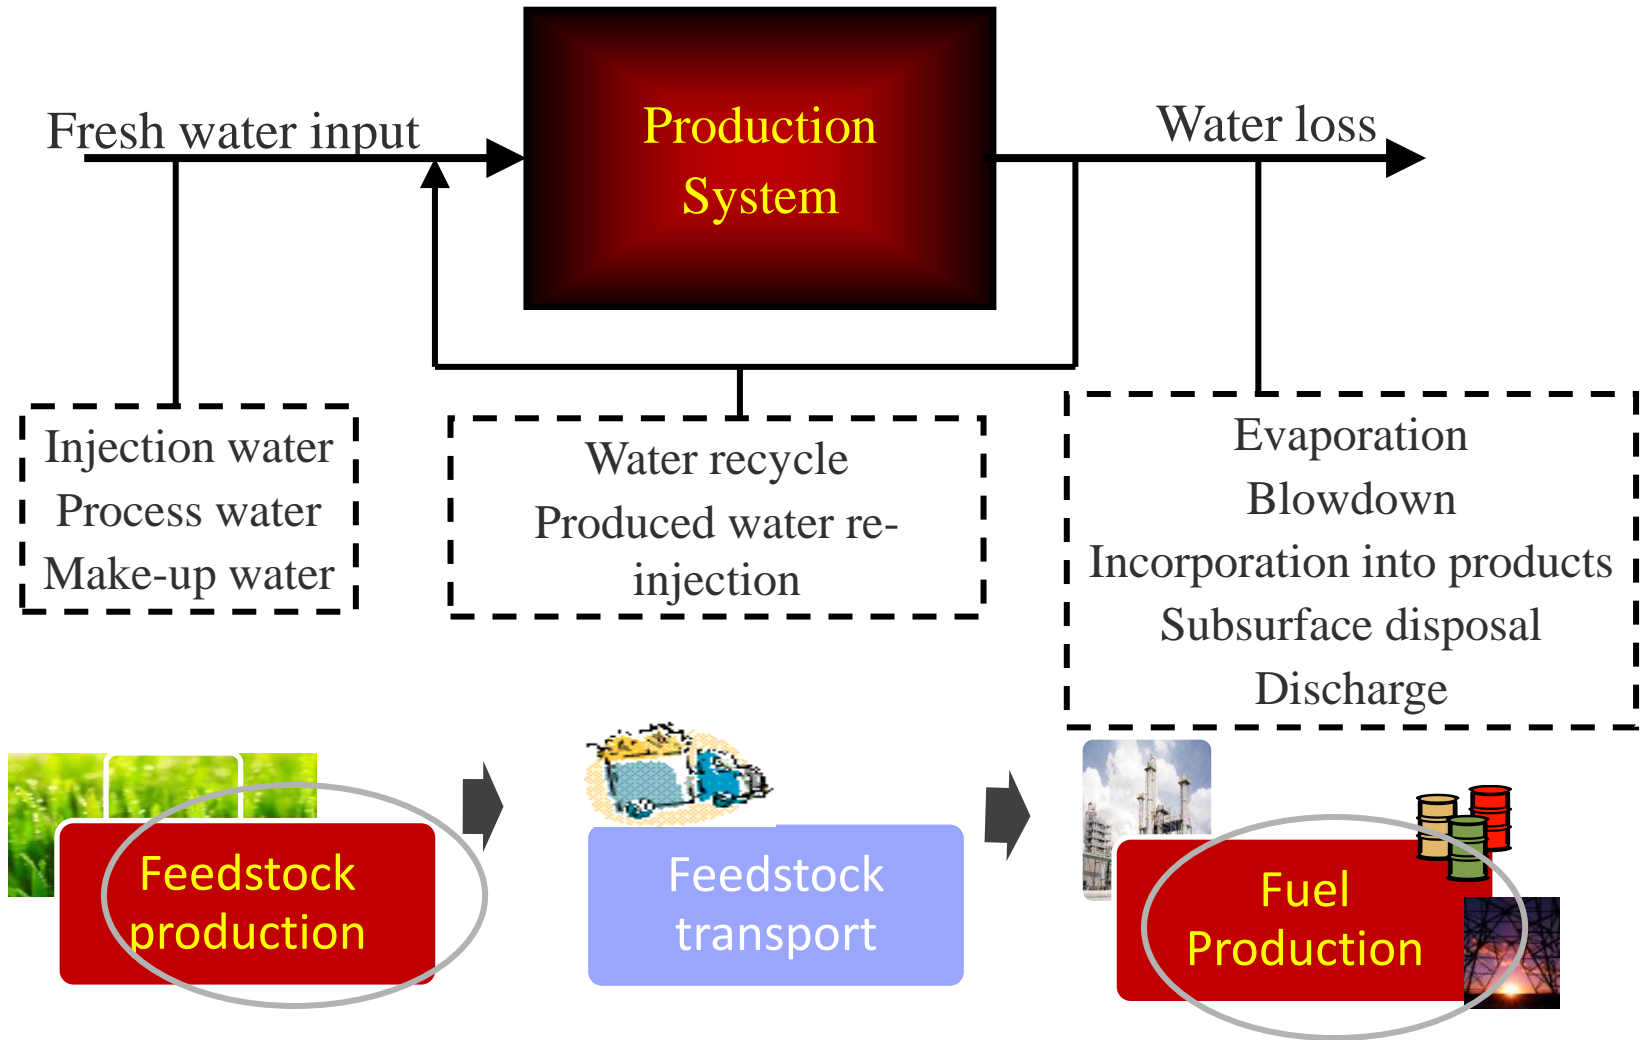 Fresh water input
Production
System
Water loss
Injection water
Process water
Make-up water
Water recycle
Produced water re-
injection
Evaporation
Blowdown
Incorporation into products
Subsurface disposal
Discharge
Feedstock
production
Feedstock
transport
Fuel
Production